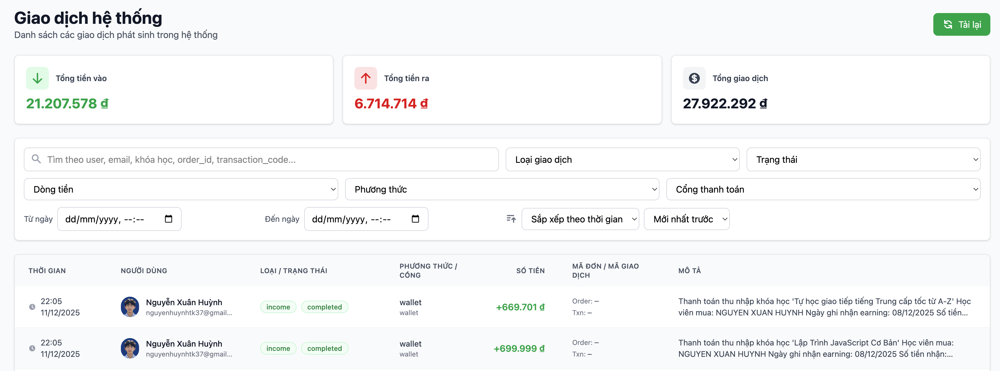 Giao dịch hệ thống
Danh sách các giao dịch phát sinh trong hệ thống
Tải lại
Tổng tiền vào
21.207.578 ₫
Tổng tiền ra
6.714.714 ₫
Tổng giao dịch
27.922.292 ₫
Tìm theo user, email, khóa học, order_id, transaction_code...
Loại giao dịch
Trạng thái
Dòng tiền
Phương thức
Cổng thanh toán
Từ ngày
dd/mm/yyyy, --:--
Đến ngày
dd/mm/yyyy, --:--
Sắp xếp theo thời gian
Mới nhất trước
THỜI GIAN
NGƯỜI DÙNG
LOẠI / TRẠNG THÁI
PHƯƠNG THỨC /
CỔNG
SỐ TIỀN
MÃ ĐƠN / MÃ GIAO
DỊCH
MÔ TẢ
22:05
11/12/2025
Nguyễn Xuân Huỳnh
nguyenhuynhtk37@gmail...
income
completed
wallet
wallet
+669.701 ₫
Order: —
Txn: —
Thanh toán thu nhập khóa học 'Tự học giao tiếp tiếng Trung cấp tốc từ A-Z' Học
viên mua: NGUYEN XUAN HUYNH Ngày ghi nhận earning: 08/12/2025 Số tiền...
22:05
11/12/2025
Nguyễn Xuân Huỳnh
nguyenhuynhtk37@gmail...
income
completed
wallet
wallet
+699.999 ₫
Order: —
Txn: —
Thanh toán thu nhập khóa học 'Lập Trình JavaScript Cơ Bản' Học viên mua:
NGUYEN XUAN HUYNH Ngày ghi nhận earning: 08/12/2025 Số tiền nhận:...